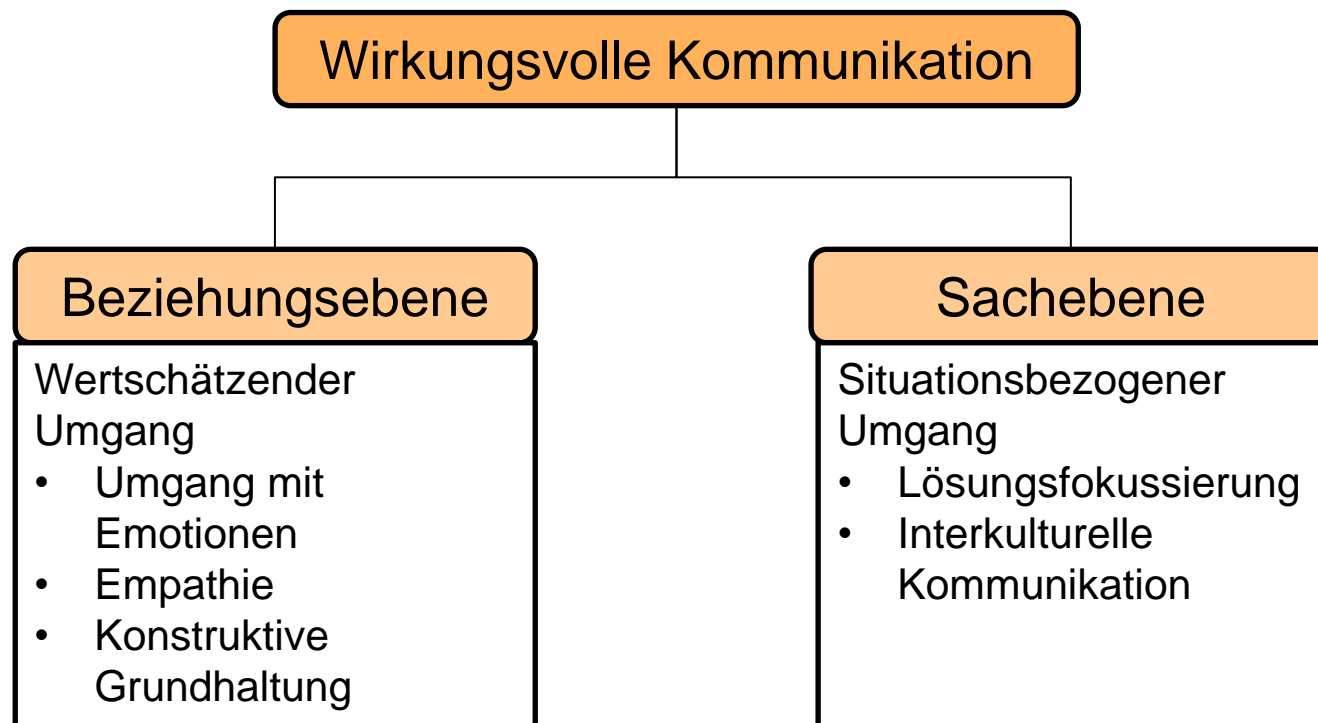 Wirkungsvolle Kommunikation
Beziehungsebene
Wertschätzender
Umgang
• Umgang mit
Emotionen
• Empathie
• Konstruktive
Grundhaltung
Sachebene
Situationsbezogener
Umgang
• Lösungsfokussierung
• Interkulturelle
Kommunikation